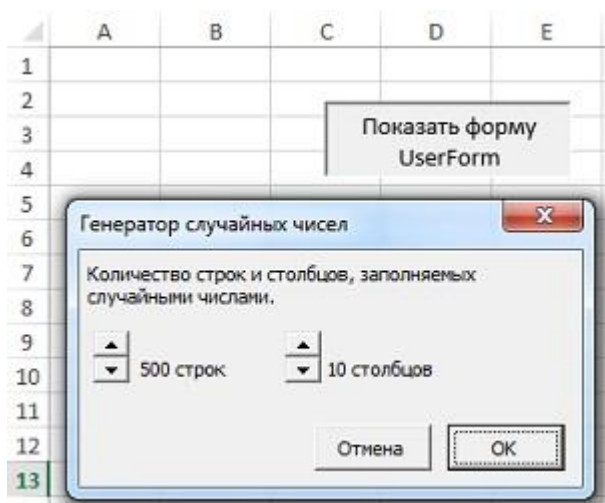 A B C D E
1
2
3
Показать форму
UserForm
4
5
Генератор случайных чисел
6
7
Количество строк и столбцов, заполняемых
случайными числами.
8
9
10
500 строк 10 столбцов
11
12
Отмена OK
13